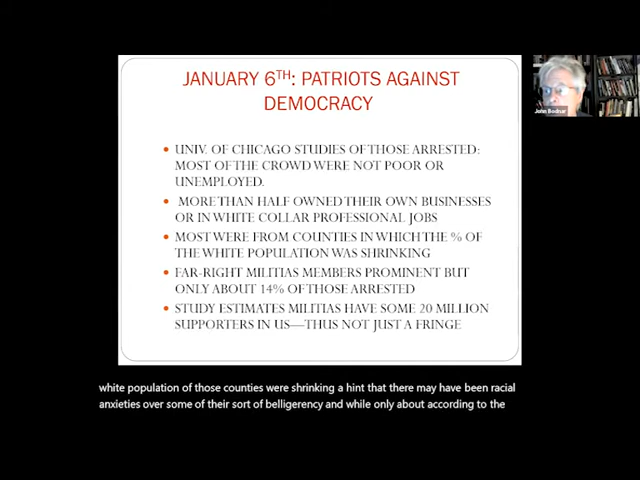 JANUARY 6TH: PATRIOTS AGAINST
DEMOCRACY
UNIV. OF CHICAGO STUDIES OF THOSE ARRESTED:
MOST OF THE CROWD WERE NOT POOR OR
UNEMPLOYED.
MORE THAN HALF OWNED THEIR OWN BUSINESSES
OR IN WHITE COLLAR PROFESSIONAL JOBS
MOST WERE FROM COUNTIES IN WHICH THE % OF
THE WHITE POPULATION WAS SHRINKING
FAR-RIGHT MILITIAS MEMBERS PROMINENT BUT
ONLY ABOUT 14% OF THOSE ARRESTED
STUDY ESTIMATES MILITIAS HAVE SOME 20 MILLION
SUPPORTERS IN US—THUS NOT JUST A FRINGE
John Bodnar
white population of those counties were shrinking a hint that there may have been racial
anxieties over some of their sort of belligerency and while only about according to the